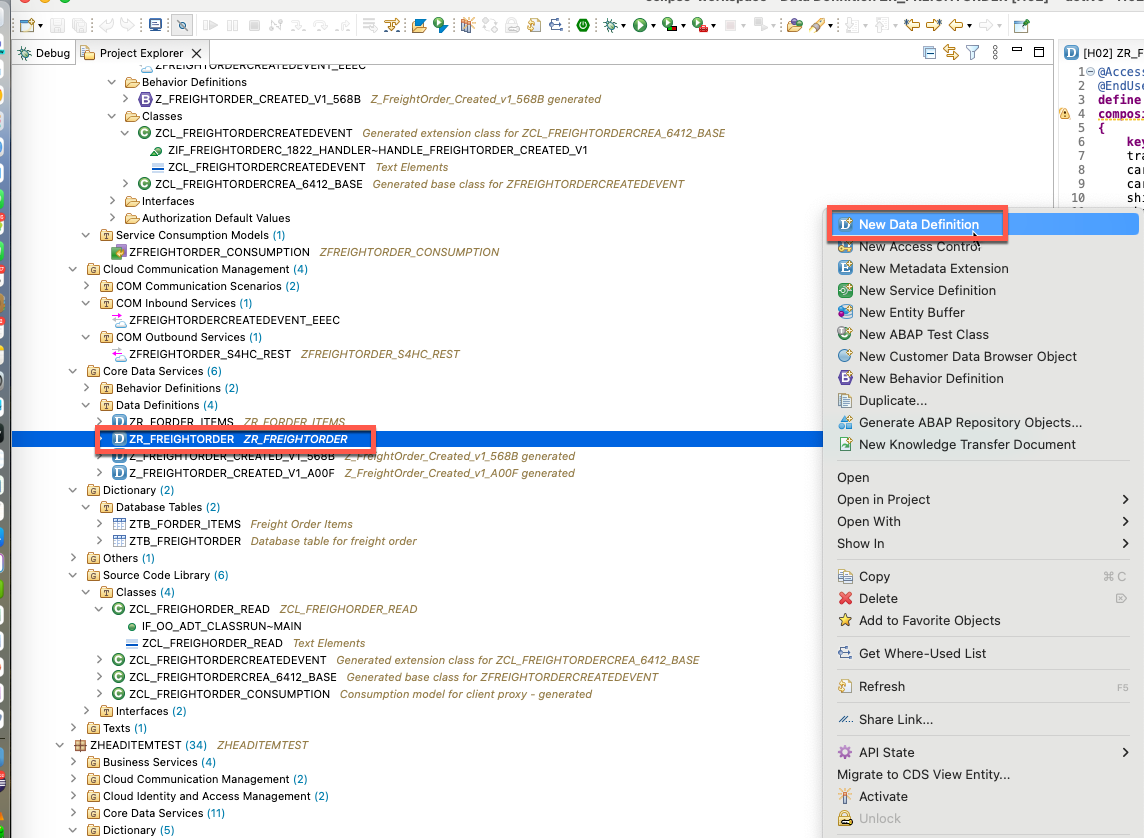 Debug
Project Explorer
[H02] ZR_F
ZFREIGHTORDERCREATEDEVENT_EEEC
Behavior Definitions
Z_FREIGHTORDER_CREATED_V1_568B Z_FreightOrder_Created_v1_568B generated
Classes
ZCL_FREIGHTORDERCREATEDEVENT Generated extension class for ZCL_FREIGHTORDERCREA_6412_BASE
ZIF_FREIGHTORDERC_1822_HANDLER~HANDLE_FREIGHTORDER_CREATED_V1
ZCL_FREIGHTORDERCREATEDEVENT Text Elements
ZCL_FREIGHTORDERCREA_6412_BASE Generated base class for ZFREIGHTORDERCREATEDEVENT
Interfaces
Authorization Default Values
Service Consumption Models (1)
ZFREIGHTORDER_CONSUMPTION ZFREIGHTORDER_CONSUMPTION
Cloud Communication Management (4)
COM Communication Scenarios (2)
COM Inbound Services (1)
ZFREIGHTORDERCREATEDEVENT_EEEC
COM Outbound Services (1)
ZFREIGHTORDER_S4HC_REST ZFREIGHTORDER_S4HC_REST
Core Data Services (6)
Behavior Definitions (2)
Data Definitions (4)
ZR_FORDER_ITEMS ZR_FORDER_ITEMS
ZR_FREIGHTORDER ZR_FREIGHTORDER
Z_FREIGHTORDER_CREATED_V1_568B Z_FreightOrder_Created_v1_568B generated
Z_FREIGHTORDER_CREATED_V1_A00F Z_FreightOrder_Created_v1_A00F generated
Dictionary (2)
Database Tables (2)
ZTB_FORDER_ITEMS Freight Order Items
ZTB_FREIGHTORDER Database table for freight order
Others (1)
Source Code Library (6)
Classes (4)
ZCL_FREIGHORDER_READ ZCL_FREIGHORDER_READ
IF_OO_ADT_CLASSRUN~MAIN
ZCL_FREIGHORDER_READ Text Elements
ZCL_FREIGHTORDERCREATEDEVENT Generated extension class for ZCL_FREIGHTORDERCREA_6412_BASE
ZCL_FREIGHTORDERCREA_6412_BASE Generated base class for ZFREIGHTORDERCREATEDEVENT
ZCL_FREIGHTORDER_CONSUMPTION Consumption model for client proxy - generated
Interfaces (2)
Texts (1)
ZHEADITEMTEST (34) ZHEADITEMTEST
Business Services (4)
Cloud Communication Management (2)
Cloud Identity and Access Management (2)
Core Data Services (11)
Dictionary (5)
1 @Access
2 @EndUse
3 define
4 composi
5 {
6 key
7 tra
8 car
9 car
10 shi
New Data Definition
New Access Control
New Metadata Extension
New Service Definition
New Entity Buffer
New ABAP Test Class
New Customer Data Browser Object
New Behavior Definition
Duplicate...
Generate ABAP Repository Objects...
New Knowledge Transfer Document
Open
Open in Project
Open With
Show In
Copy ⌘ C
Delete ⌦
Add to Favorite Objects
Get Where-Used List
Refresh F5
Share Link...
API State
Migrate to CDS View Entity...
Activate
Unlock